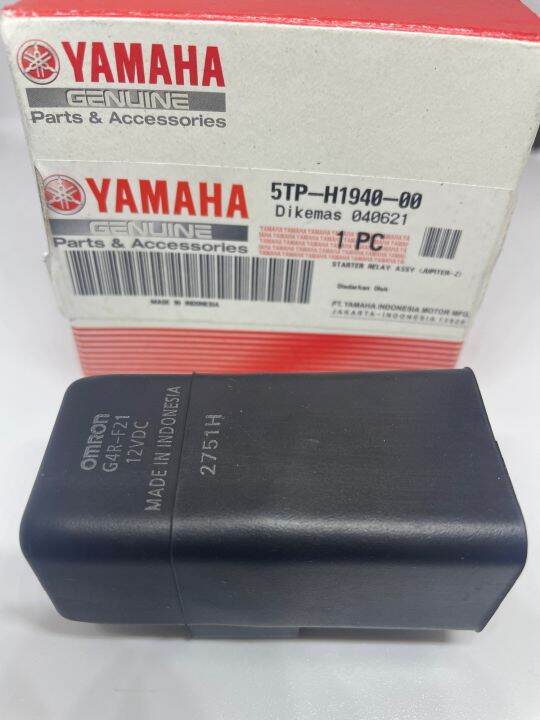 YAMAHA
GENUINE
Parts & Accessories
YAMAHA
GENUINE
Parts & Accessories
5TP-H1940-00
Dikemas 040621
1 PC
STARTER RELAY ASSY (JUPITER-Z)
Diedarkan Oleh
PT. YAMAHA INDONESIA MOTOR MFG.
MADE IN INDONESIA
omron
G4R-F21
12VDC
MADE IN INDONESIA
2751H